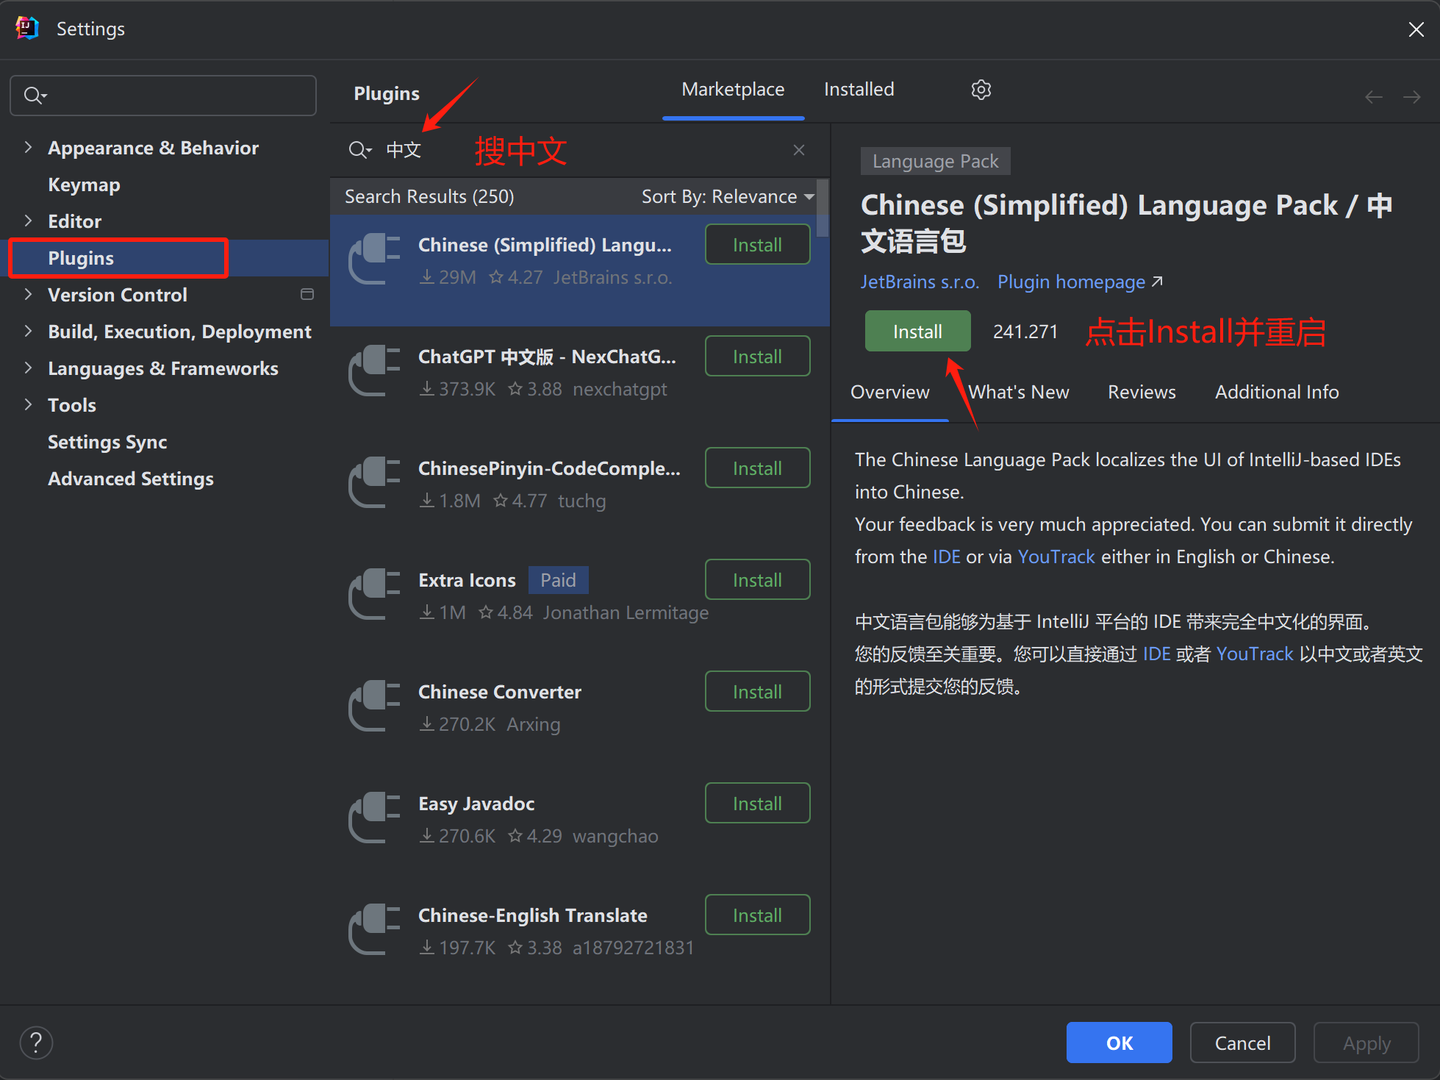 Settings
Plugins
Marketplace
Installed
中文
搜中文
Appearance & Behavior
Keymap
Editor
Plugins
Version Control
Build, Execution, Deployment
Languages & Frameworks
Tools
Settings Sync
Advanced Settings
Search Results (250)
Sort By: Relevance
Chinese (Simplified) Langu...
Install
29M 4.27 JetBrains s.r.o.
ChatGPT 中文版 - NexChatG...
Install
373.9K 3.88 nexchatgpt
ChinesePinyin-CodeComple...
Install
1.8M 4.77 tuchg
Extra Icons Paid
Install
1M 4.84 Jonathan Lermitage
Chinese Converter
Install
270.2K Arxing
Easy Javadoc
Install
270.6K 4.29 wangchao
Chinese-English Translate
Install
197.7K 3.38 a18792721831
Language Pack
Chinese (Simplified) Language Pack / 中
文语言包
JetBrains s.r.o. Plugin homepage
Install 241.271
点击Install并重启
Overview What's New Reviews Additional Info
The Chinese Language Pack localizes the UI of IntelliJ-based IDEs
into Chinese.
Your feedback is very much appreciated. You can submit it directly
from the IDE or via YouTrack either in English or Chinese.
中文语言包能够为基于 IntelliJ 平台的 IDE 带来完全中文化的界面。
您的反馈至关重要。您可以直接通过 IDE 或者 YouTrack 以中文或者英文
的形式提交您的反馈。
?
OK
Cancel
Apply